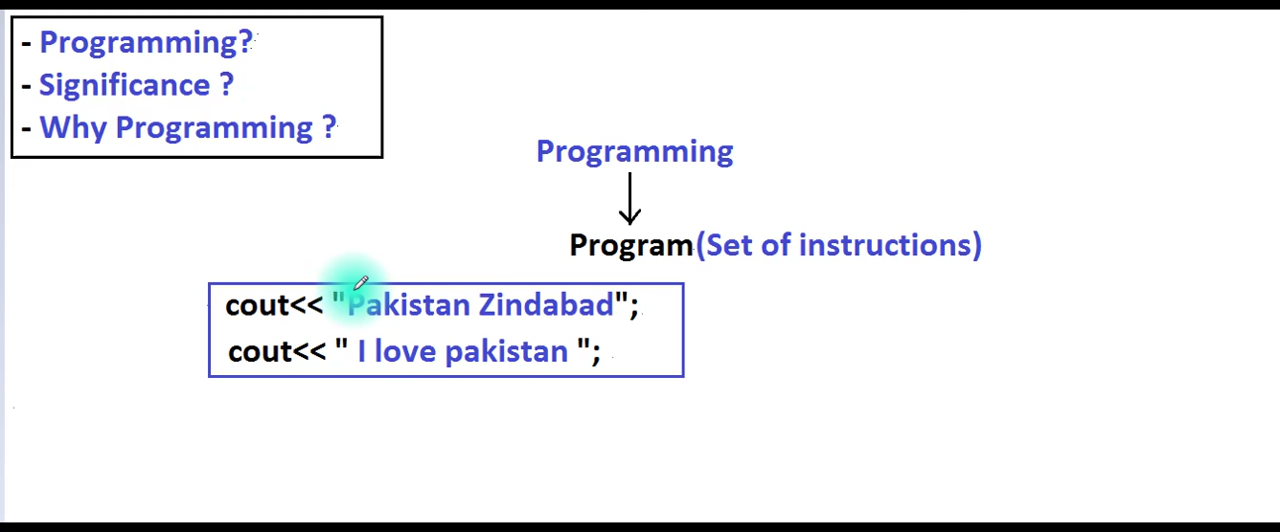 - Programming?
- Significance ?
- Why Programming ?
Programming
Program(Set of instructions)
cout<< "Pakistan Zindabad";
cout<< " I love pakistan ";